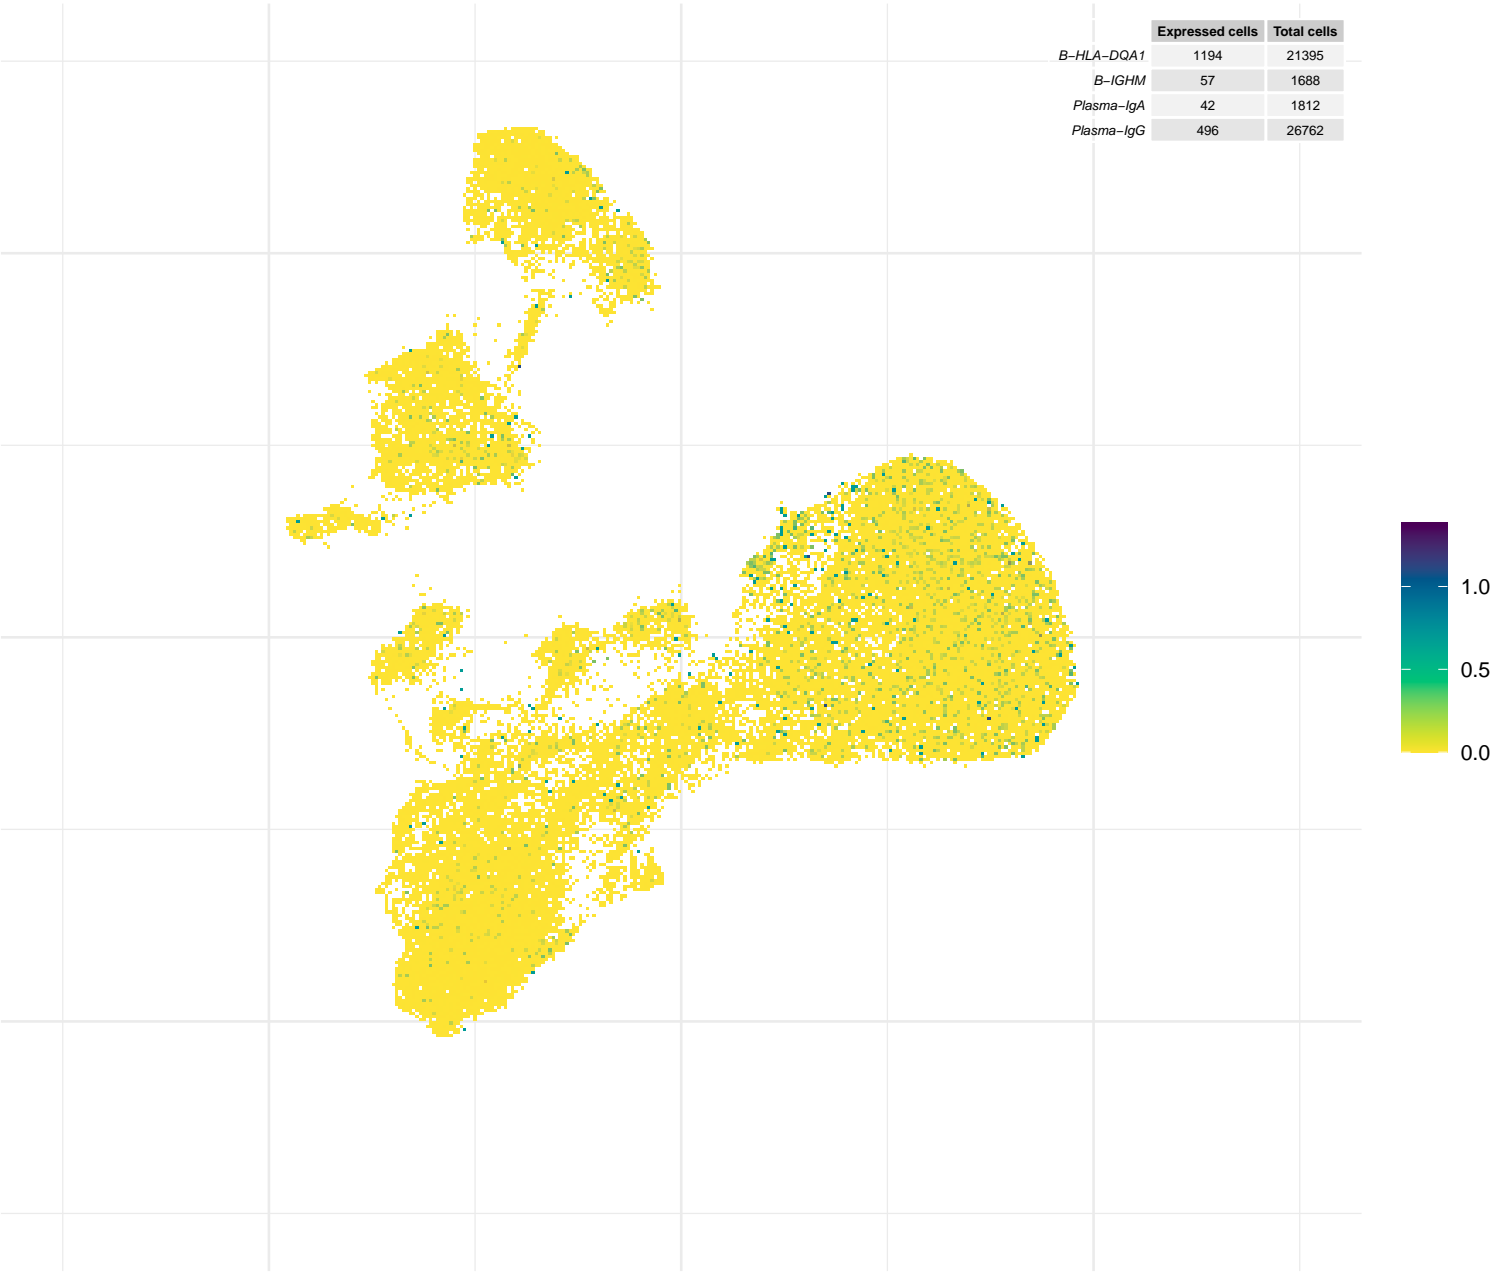 Expressed cells Total cells
B−HLA−DQA1 1194 21395
B−IGHM 57 1688
Plasma−IgA 42 1812
Plasma−IgG 496 26762
1.0
0.5
0.0